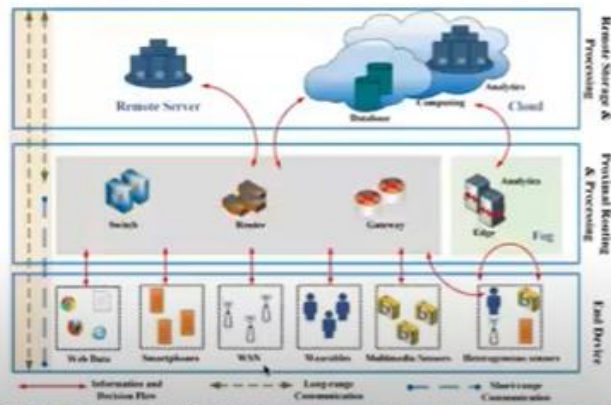 Remote Server
Analytics
Computing
Cloud
Database
Remote Storage &
Processing
Switch
Router
Gateway
Analytics
Edge
Fog
Proximal Routing
& Processing
Web Data
Smartphones
WSN
Wearables
Multimedia Sensors
Heterogeneous sensors
End Device
Information and
Decision Flow
Long-range
Communication
Short-range
Communication